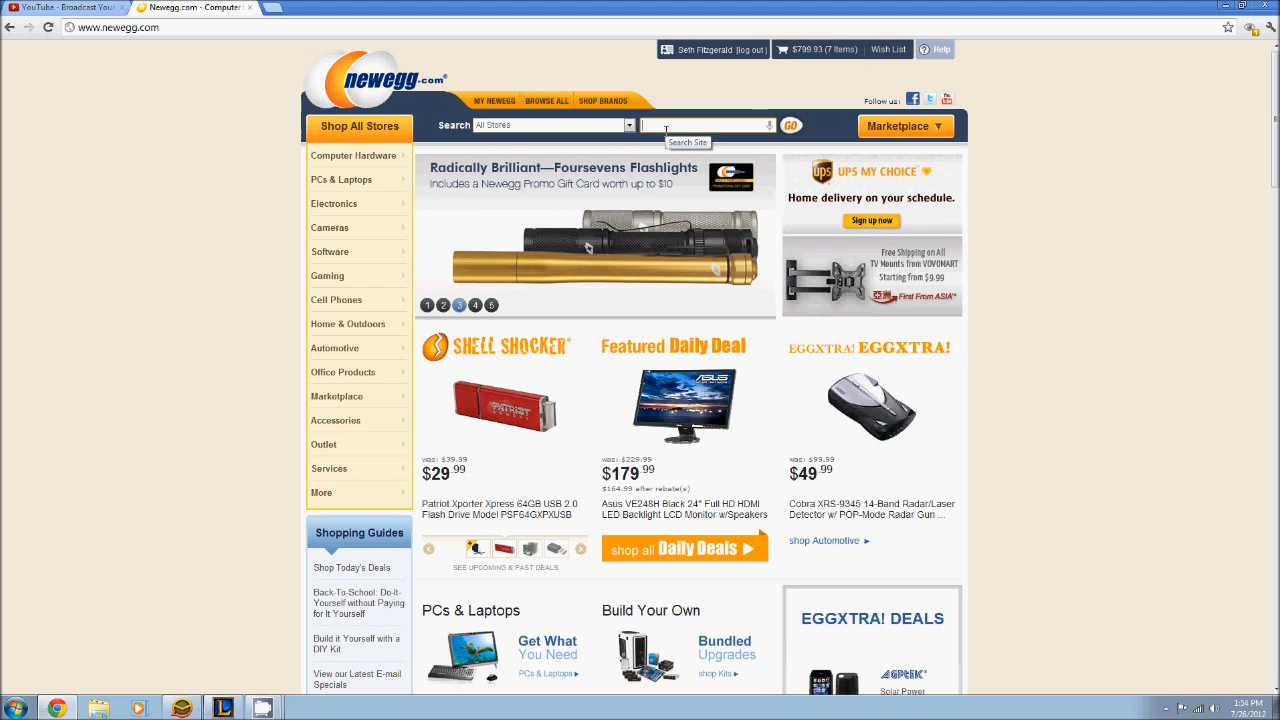 YouTube - Broadcast Your
Newegg.com - Computer
www.newegg.com
Seth Fitzgerald [log out]
$799.93 (7 Items)
Wish List
Help
newegg.com
MY NEWEGG
BROWSE ALL
SHOP BRANDS
Follow us:
Shop All Stores
Search
All Stores
GO
Marketplace ▼
Search Site
Computer Hardware
PCs & Laptops
Electronics
Cameras
Software
Gaming
Cell Phones
Home & Outdoors
Automotive
Office Products
Marketplace
Accessories
Outlet
Services
More
Radically Brilliant—Foursevens Flashlights
Includes a Newegg Promo Gift Card worth up to $10
1 2 3 4 5
UPS MY CHOICE
Home delivery on your schedule.
Sign up now
Free Shipping on All
TV Mounts from VOVOMART
Starting from $9.99
First From ASIA™
SHELL SHOCKER®
was: $39.99
$29.99
Patriot Xporter Xpress 64GB USB 2.0
Flash Drive Model PSF64GXPXUSB
SEE UPCOMING & PAST DEALS
Featured Daily Deal
was: $229.99
$179.99
$164.99 after rebate(s)
Asus VE248H Black 24" Full HD HDMI
LED Backlight LCD Monitor w/Speakers
shop all Daily Deals
EGGXTRA! EGGXTRA!
was: $99.99
$49.99
Cobra XRS-9345 14-Band Radar/Laser
Detector w/ POP-Mode Radar Gun ...
shop Automotive
Shopping Guides
Shop Today's Deals
Back-To-School: Do-It-
Yourself without Paying
for It Yourself
Build it Yourself with a
DIY Kit
View our Latest E-mail
Specials
PCs & Laptops
Get What
You Need
PCs & Laptops
Build Your Own
Bundled
Upgrades
shop Kits
EGGXTRA! DEALS
Solar Power
1:54 PM
7/26/2012